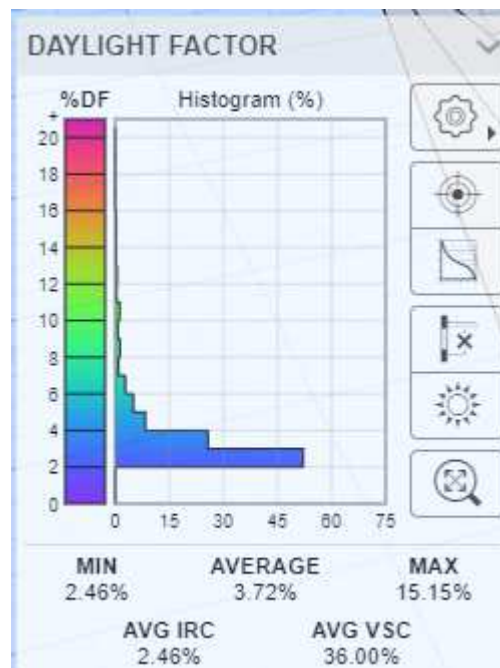 DAYLIGHT FACTOR
%DF Histogram (%)
+
20
18
16
14
12
10
8
6
4
2
0
0 15 30 45 60 75
MIN AVERAGE MAX
2.46% 3.72% 15.15%
AVG IRC AVG VSC
2.46% 36.00%